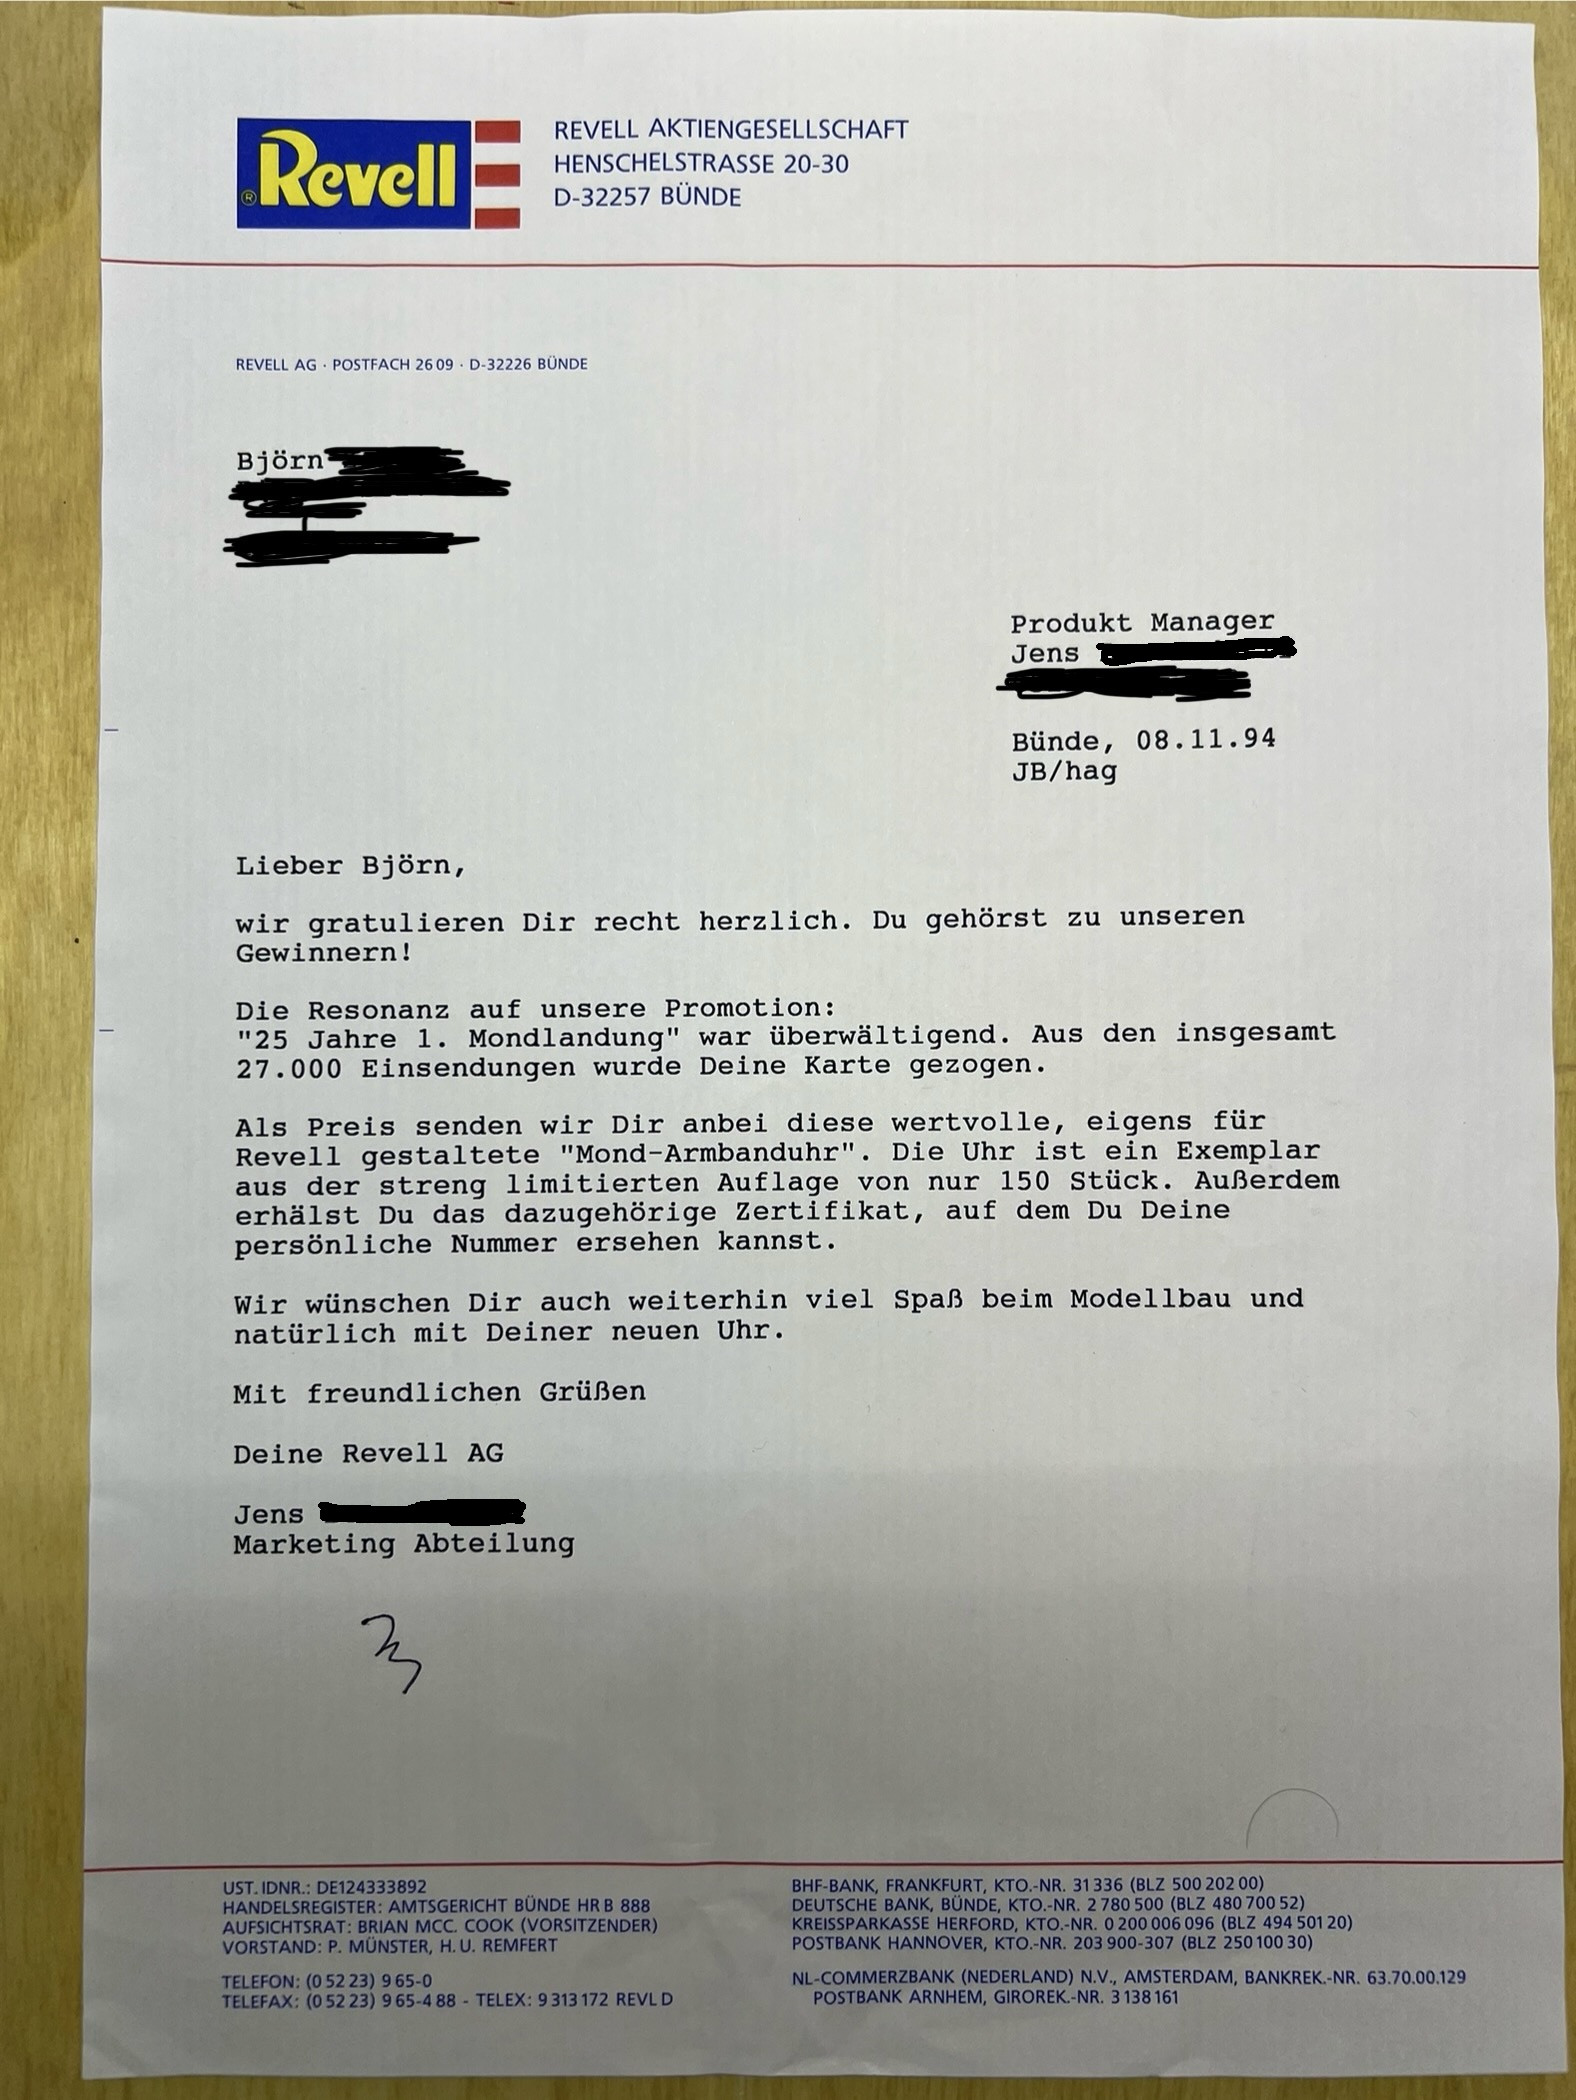 Revell
®
REVELL AKTIENGESELLSCHAFT
HENSCHELSTRASSE 20-30
D-32257 BÜNDE
REVELL AG · POSTFACH 26 09 · D-32226 BÜNDE
Björn
Produkt Manager
Jens
Bünde, 08.11.94
JB/hag
Lieber Björn,
wir gratulieren Dir recht herzlich. Du gehörst zu unseren
Gewinnern!
Die Resonanz auf unsere Promotion:
"25 Jahre 1. Mondlandung" war überwältigend. Aus den insgesamt
27.000 Einsendungen wurde Deine Karte gezogen.
Als Preis senden wir Dir anbei diese wertvolle, eigens für
Revell gestaltete "Mond-Armbanduhr". Die Uhr ist ein Exemplar
aus der streng limitierten Auflage von nur 150 Stück. Außerdem
erhälst Du das dazugehörige Zertifikat, auf dem Du Deine
persönliche Nummer ersehen kannst.
Wir wünschen Dir auch weiterhin viel Spaß beim Modellbau und
natürlich mit Deiner neuen Uhr.
Mit freundlichen Grüßen
Deine Revell AG
Jens
Marketing Abteilung
UST. IDNR.: DE124333892
HANDELSREGISTER: AMTSGERICHT BÜNDE HR B 888
AUFSICHTSRAT: BRIAN MCC. COOK (VORSITZENDER)
VORSTAND: P. MÜNSTER, H. U. REMFERT
TELEFON: (0 52 23) 9 65-0
TELEFAX: (0 52 23) 9 65-4 88 - TELEX: 9 313 172 REVL D
BHF-BANK, FRANKFURT, KTO.-NR. 31 336 (BLZ 500 202 00)
DEUTSCHE BANK, BÜNDE, KTO.-NR. 2 780 500 (BLZ 480 700 52)
KREISSPARKASSE HERFORD, KTO.-NR. 0 200 006 096 (BLZ 494 501 20)
POSTBANK HANNOVER, KTO.-NR. 203 900-307 (BLZ 250 100 30)
NL-COMMERZBANK (NEDERLAND) N.V., AMSTERDAM, BANKREK.-NR. 63.70.00.129
POSTBANK ARNHEM, GIROREK.-NR. 3 138 161